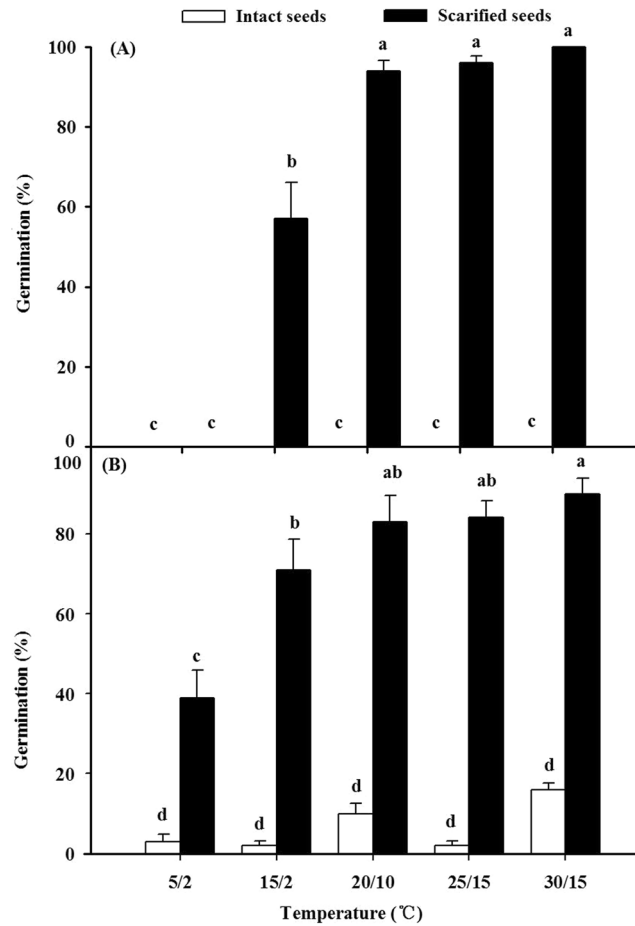 Intact seeds Scarified seeds
(A)
100
80
60
40
20
0
Germination (%)
c c b c a c a c a
(B)
100
80
60
40
20
0
Germination (%)
d c d b d ab d ab d a
5/2 15/2 20/10 25/15 30/15
Temperature (℃)